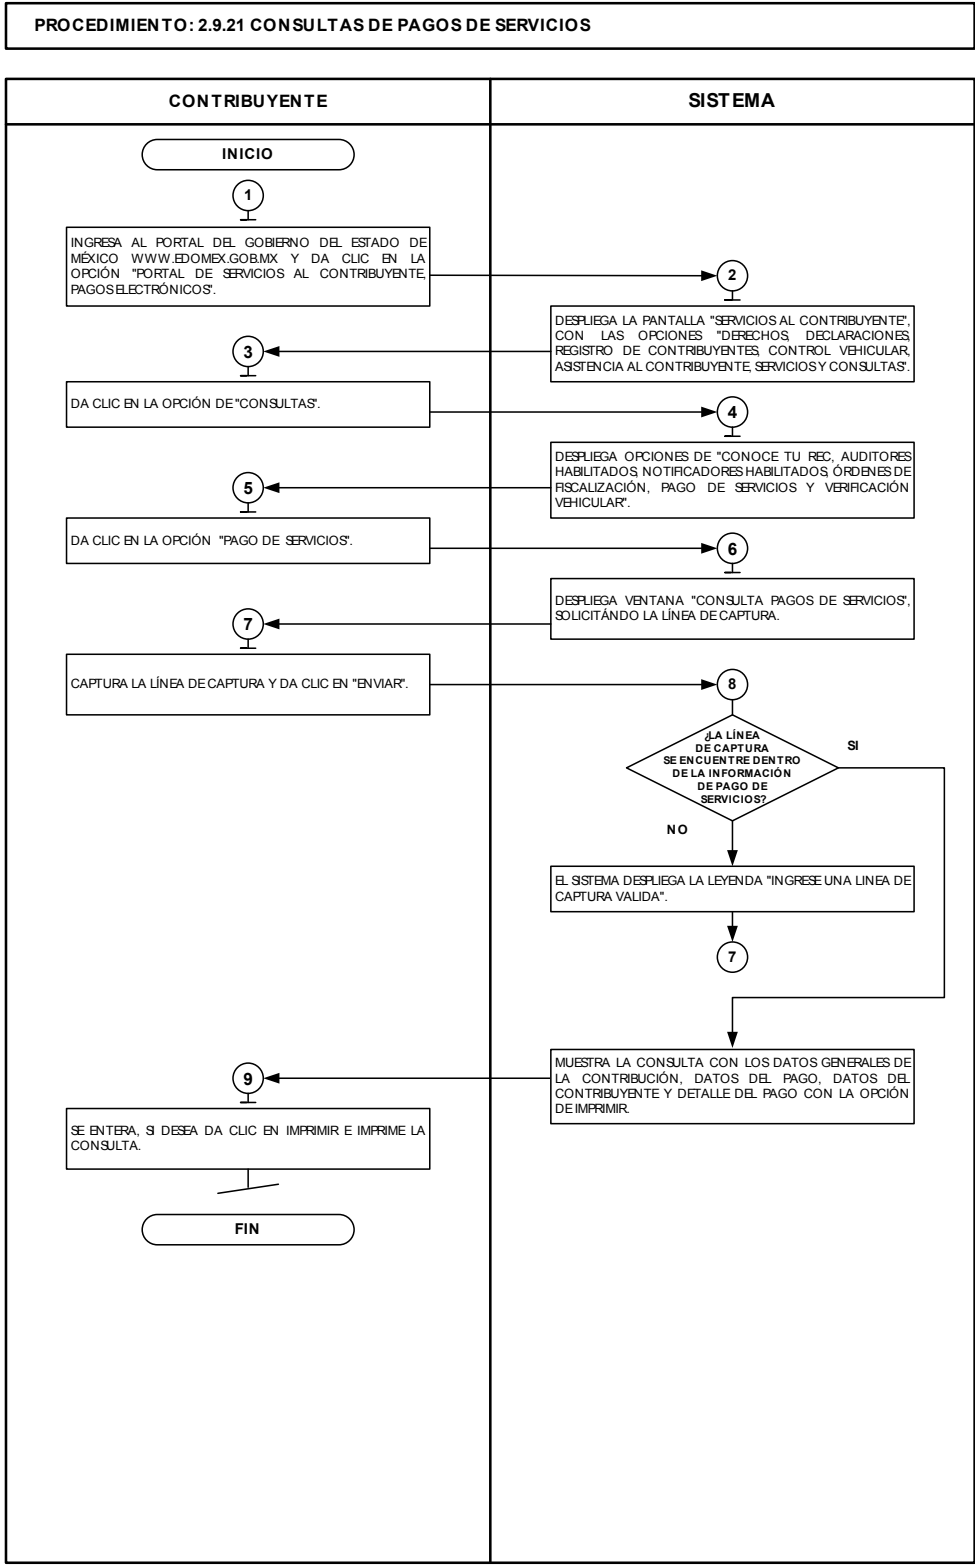 PROCEDIMIENTO: 2.9.21 CONSULTAS DE PAGOS DE SERVICIOS
CONTRIBUYENTE
SISTEMA
INICIO
1
INGRESA AL PORTAL DEL GOBIERNO DEL ESTADO DE
MÉXICO WWW.EDOMEX.GOB.MX Y DA CLIC EN LA
OPCIÓN "PORTAL DE SERVICIOS AL CONTRIBUYENTE,
PAGOS ELECTRÓNICOS".
2
DESPLIEGA LA PANTALLA "SERVICIOS AL CONTRIBUYENTE",
CON LAS OPCIONES "DERECHOS, DECLARACIONES,
REGISTRO DE CONTRIBUYENTES, CONTROL VEHICULAR,
ASISTENCIA AL CONTRIBUYENTE, SERVICIOS Y CONSULTAS".
3
DA CLIC EN LA OPCIÓN DE "CONSULTAS".
4
DESPLIEGA OPCIONES DE "CONOCE TU REC, AUDITORES
HABILITADOS, NOTIFICADORES HABILITADOS, ÓRDENES DE
FISCALIZACIÓN, PAGO DE SERVICIOS Y VERIFICACIÓN
VEHICULAR".
5
DA CLIC EN LA OPCIÓN "PAGO DE SERVICIOS".
6
DESPLIEGA VENTANA "CONSULTA PAGOS DE SERVICIOS",
SOLICITÁNDO LA LÍNEA DE CAPTURA.
7
CAPTURA LA LÍNEA DE CAPTURA Y DA CLIC EN "ENVIAR".
8
¿LA LÍNEA
DE CAPTURA
SE ENCUENTRE DENTRO
DE LA INFORMACIÓN
DE PAGO DE
SERVICIOS?
SI
NO
EL SISTEMA DESPLIEGA LA LEYENDA "INGRESE UNA LINEA DE
CAPTURA VALIDA".
7
MUESTRA LA CONSULTA CON LOS DATOS GENERALES DE
LA CONTRIBUCIÓN, DATOS DEL PAGO, DATOS DEL
CONTRIBUYENTE Y DETALLE DEL PAGO CON LA OPCIÓN
DE IMPRIMIR.
9
SE ENTERA, SI DESEA DA CLIC EN IMPRIMIR E IMPRIME LA
CONSULTA.
FIN